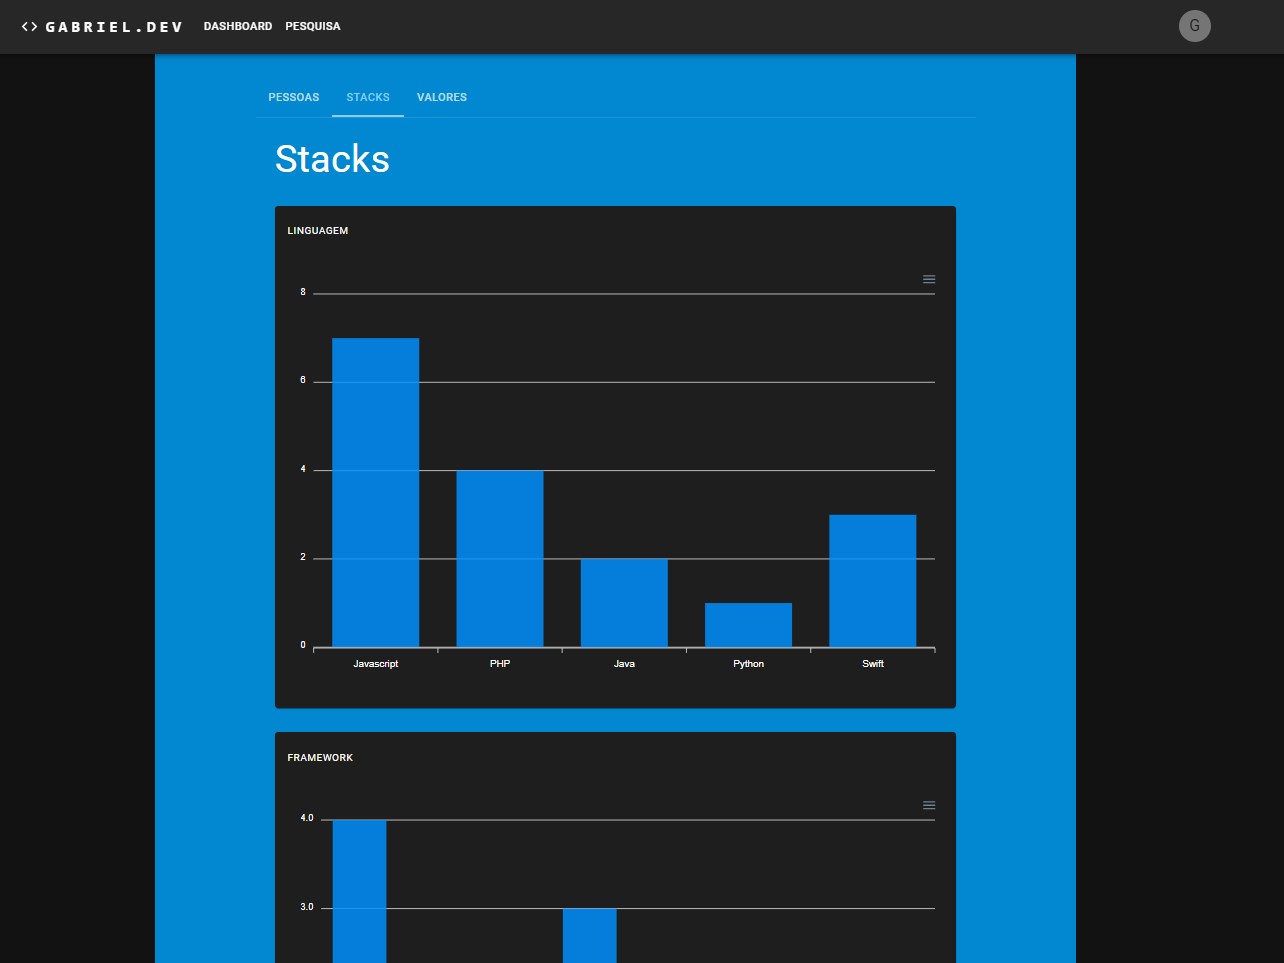 <> GABRIEL.DEV DASHBOARD PESQUISA G
PESSOAS STACKS VALORES
Stacks
LINGUAGEM
8
6
4
2
0
Javascript PHP Java Python Swift
FRAMEWORK
4.0
3.0